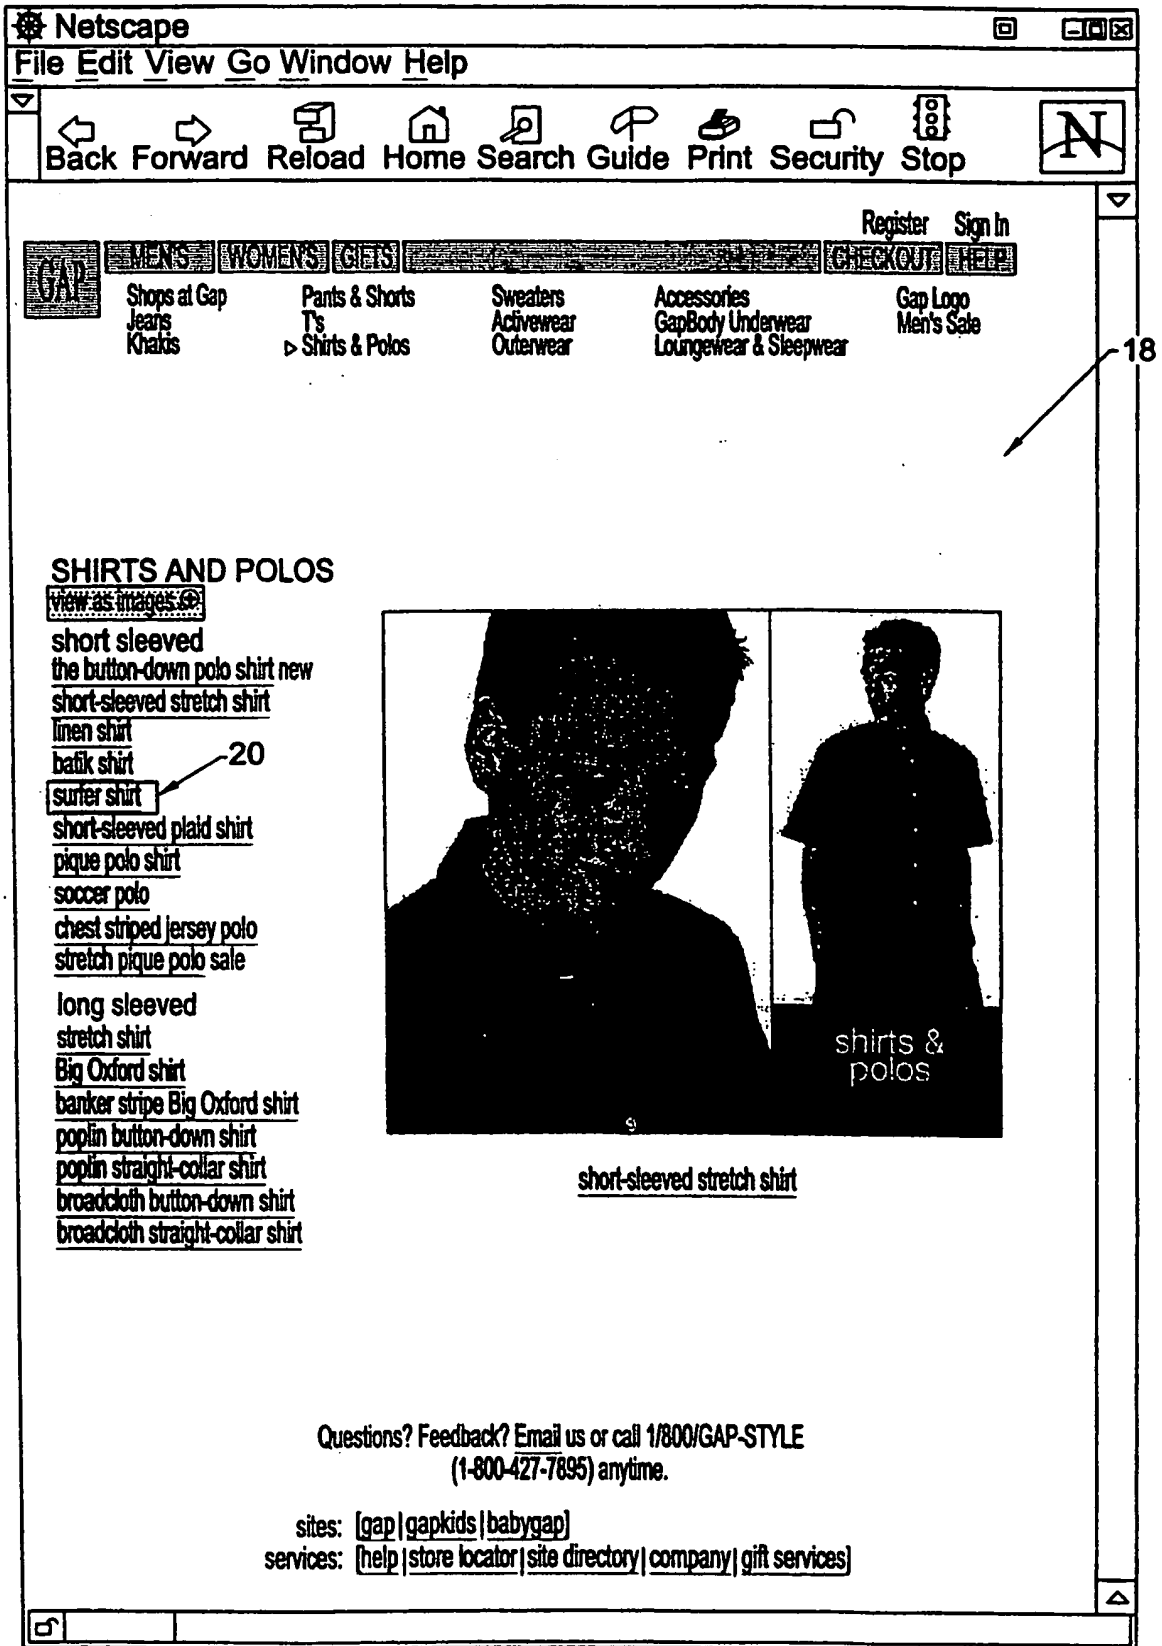 Netscape
File Edit View Go Window Help
Back Forward Reload Home Search Guide Print Security Stop
N
Register Sign In
GAP MEN'S WOMEN'S GIFTS CHECKOUT HELP
Shops at Gap Pants & Shorts Sweaters Accessories Gap Logo
Jeans T's Activewear GapBody Underwear Men's Sale
Khakis Shirts & Polos Outerwear Loungewear & Sleepwear
18
SHIRTS AND POLOS
view as images
short sleeved
the button-down polo shirt new
short-sleeved stretch shirt
linen shirt
batik shirt
20
surfer shirt
short-sleeved plaid shirt
pique polo shirt
soccer polo
chest striped jersey polo
stretch pique polo sale
long sleeved
stretch shirt
Big Oxford shirt
banker stripe Big Oxford shirt
poplin button-down shirt
poplin straight-collar shirt
broadcloth button-down shirt
broadcloth straight-collar shirt
shirts &
polos
short-sleeved stretch shirt
Questions? Feedback? Email us or call 1/800/GAP-STYLE
(1-800-427-7895) anytime.
sites: [gap|gapkids|babygap]
services: [help|store locator|site directory|company|gift services]